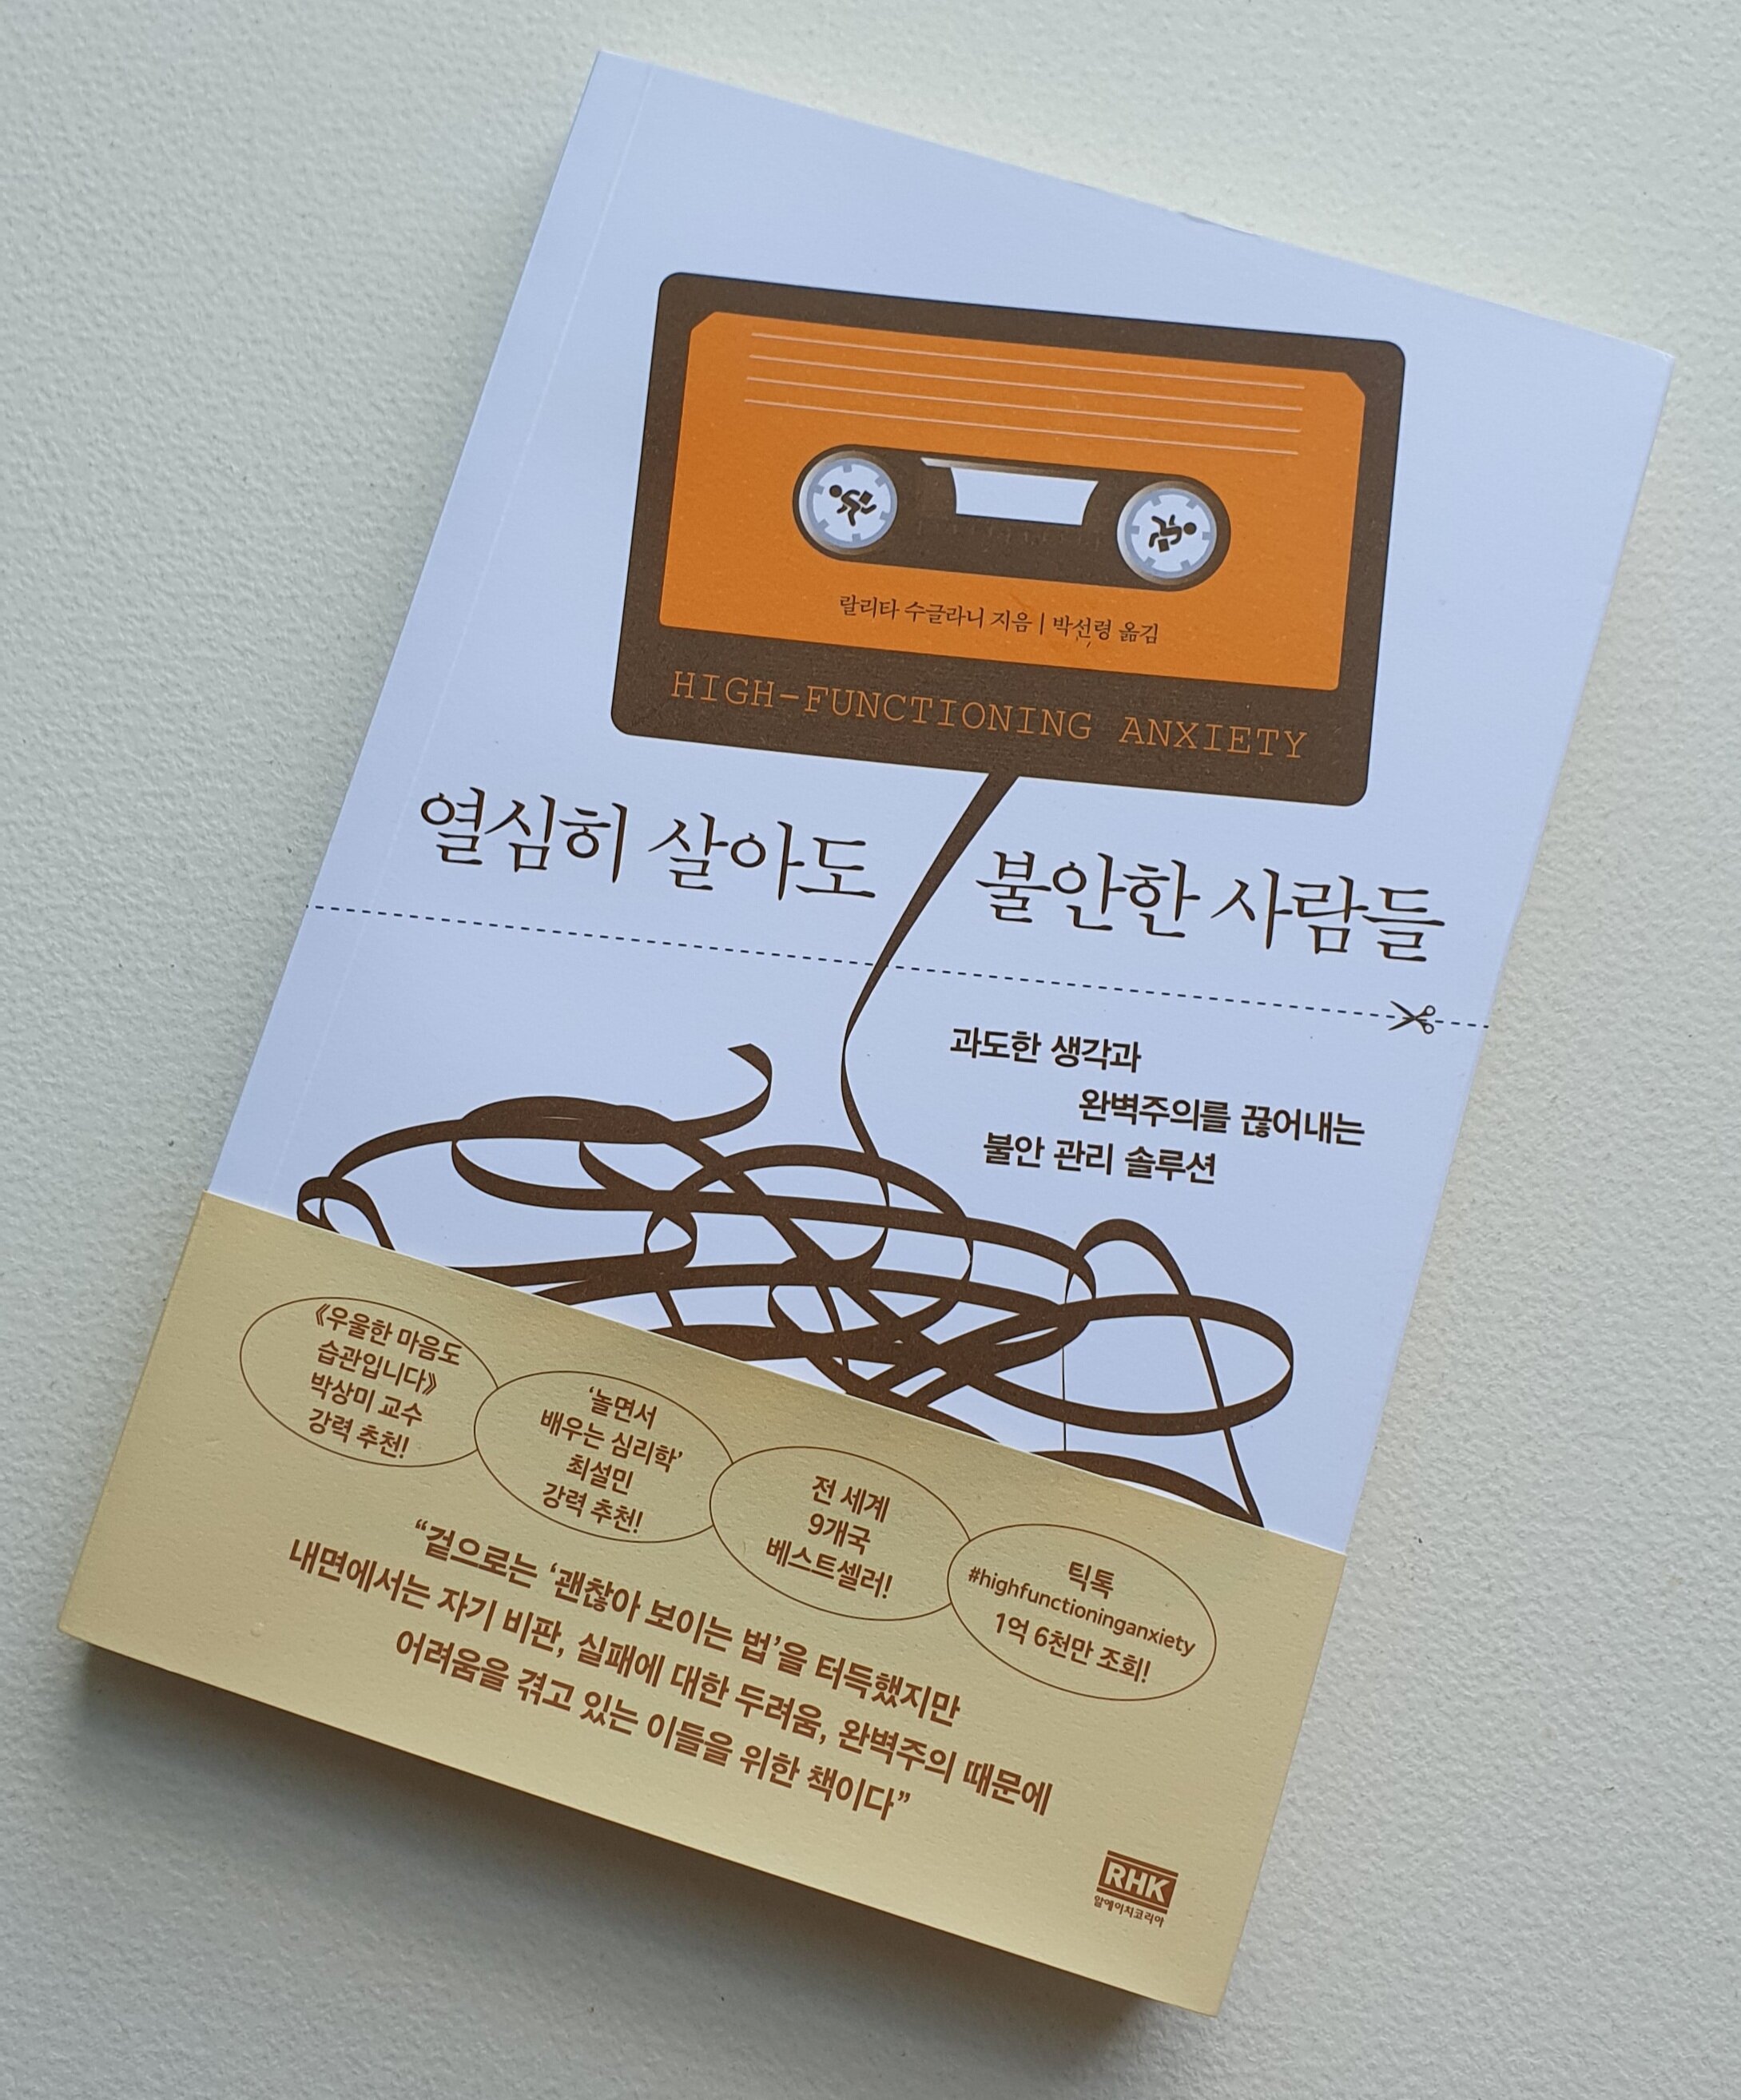 랄리타 수글라니 지음 | 박선령 옮김
HIGH-FUNCTIONING ANXIETY
열심히 살아도 불안한 사람들
과도한 생각과
완벽주의를 끊어내는
불안 관리 솔루션
《우울한 마음도
습관입니다》
박상미 교수
강력 추천!
‘놀면서
배우는 심리학’
최설민
강력 추천!
전 세계
9개국
베스트셀러!
틱톡
#highfunctioninganxiety
1억 6천만 조회!
“겉으로는 ‘괜찮아 보이는 법’을 터득했지만
내면에서는 자기 비판, 실패에 대한 두려움, 완벽주의 때문에
어려움을 겪고 있는 이들을 위한 책이다”
RHK
알에이치코리아